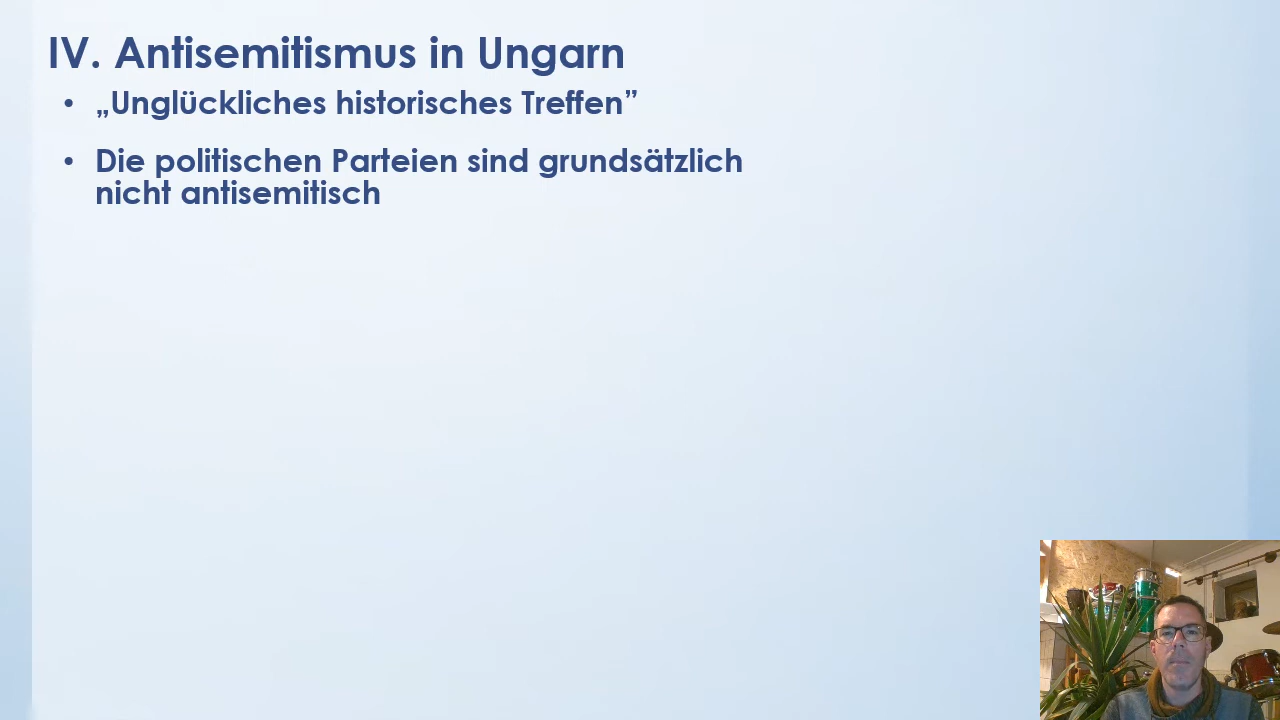 IV. Antisemitismus in Ungarn
• „Unglückliches historisches Treffen”
• Die politischen Parteien sind grundsätzlich
nicht antisemitisch